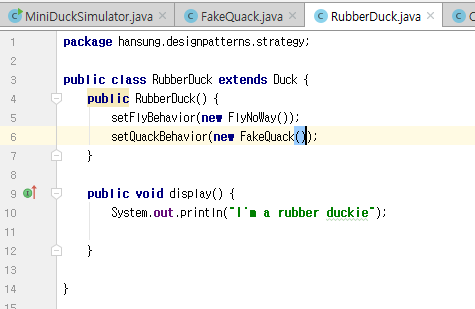 MiniDuckSimulator.java × FakeQuack.java × RubberDuck.java ×
1 package hansung.designpatterns.strategy;
2
3 public class RubberDuck extends Duck {
4 public RubberDuck() {
5 setFlyBehavior(new FlyNoWay());
6 setQuackBehavior(new FakeQuack());
7 }
8
9 public void display() {
10 System.out.println("I'm a rubber duckie");
11
12 }
13
14 }
15